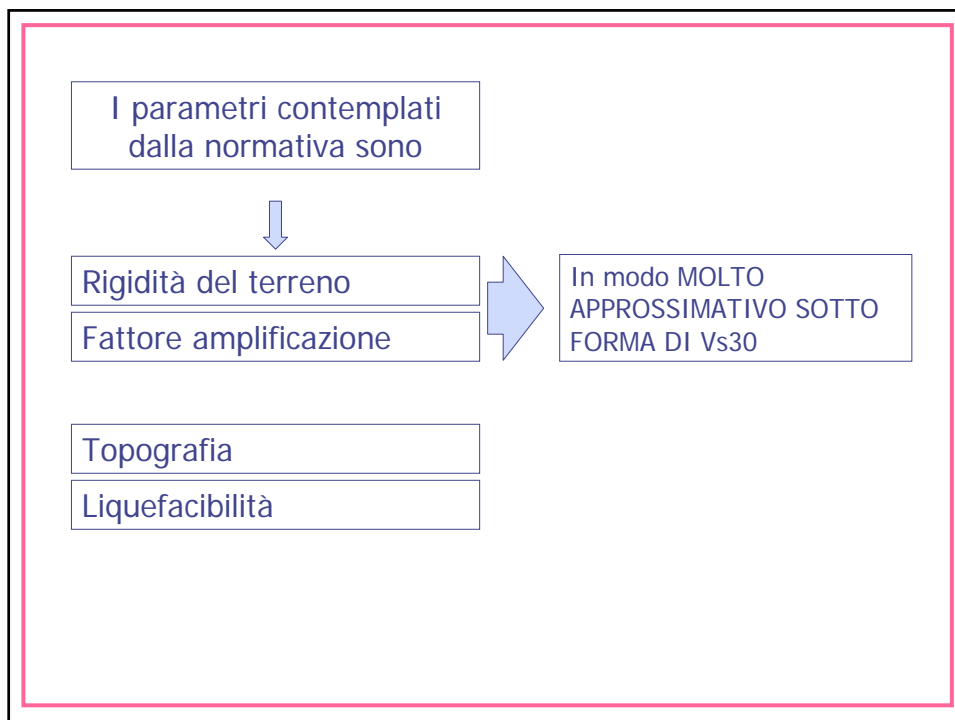 I parametri contemplati
dalla normativa sono
Rigidità del terreno
Fattore amplificazione
In modo MOLTO
APPROSSIMATIVO SOTTO
FORMA DI Vs30
Topografia
Liquefacibilità